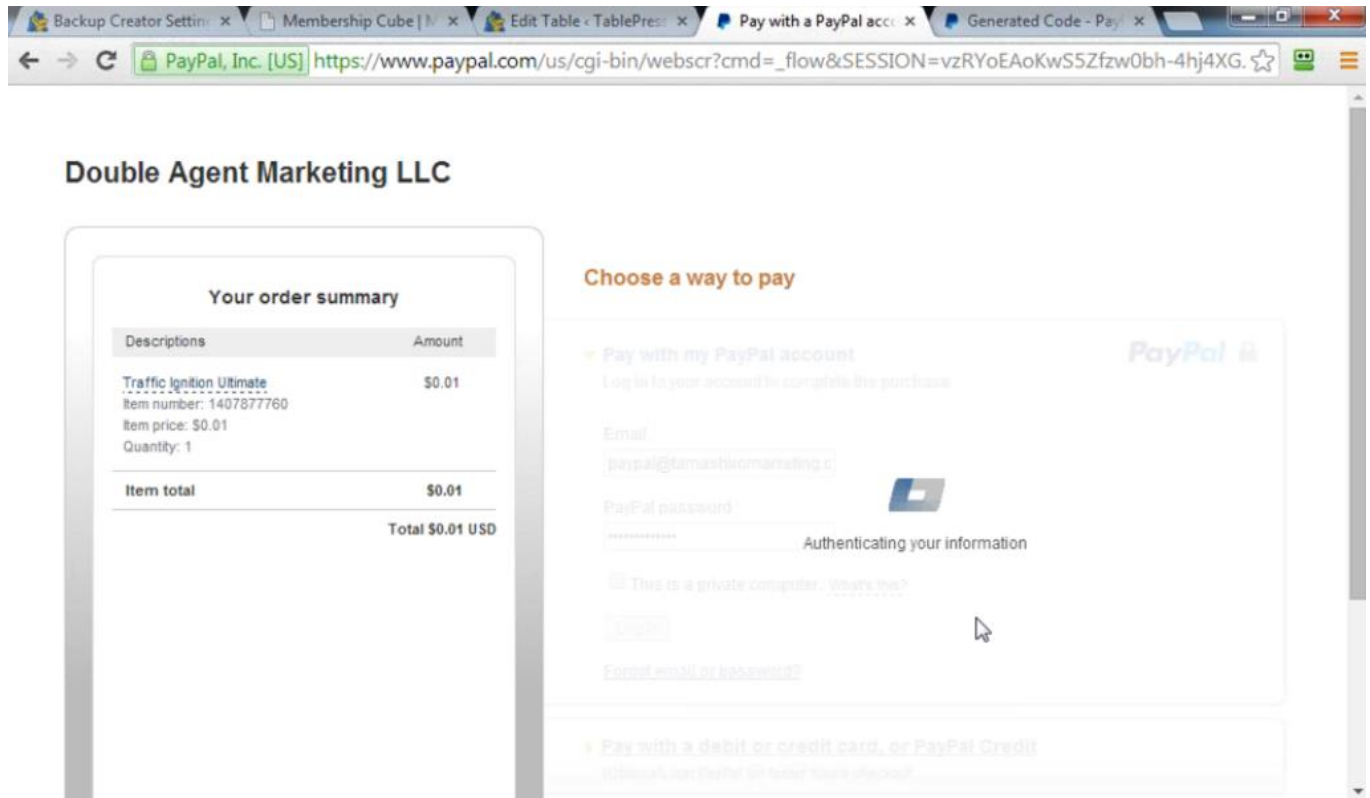 Backup Creator Settin
Membership Cube | M
Edit Table ‹ TablePres
Pay with a PayPal acc
Generated Code - Pay
PayPal, Inc. [US]
https://www.paypal.com/us/cgi-bin/webscr?cmd=_flow&SESSION=vzRYoEAoKwS5Zfzw0bh-4hj4XG.
Double Agent Marketing LLC
Your order summary
Descriptions Amount
Traffic Ignition Ultimate $0.01
Item number: 1407877760
Item price: $0.01
Quantity: 1
Item total $0.01
Total $0.01 USD
Choose a way to pay
Pay with my PayPal account
PayPal
Log in to your account to complete the purchase
Email
PayPal password
Authenticating your information
This is a private computer. What's this?
Log In
Forgot email or password?
Pay with a debit or credit card, or PayPal Credit